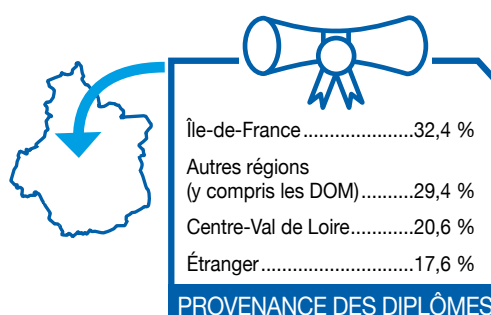 Île-de-France......................32,4 %
Autres régions
(y compris les DOM)..........29,4 %
Centre-Val de Loire............20,6 %
Étranger..............................17,6 %
PROVENANCE DES DIPLÔMES